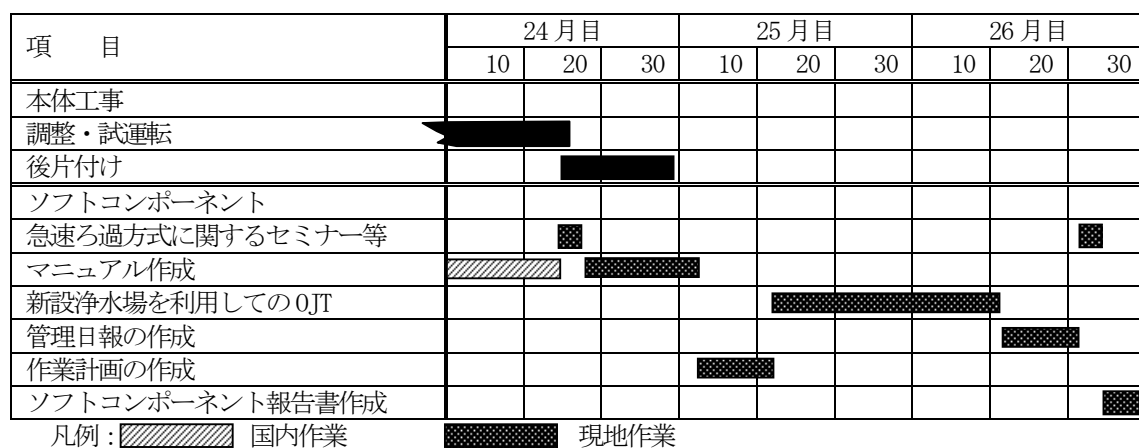 項　　目 24月目 25月目 26月目
10 20 30 10 20 30 10 20 30
本体工事
調整・試運転
後片付け
ソフトコンポーネント
急速ろ過方式に関するセミナー等
マニュアル作成
新設浄水場を利用してのOJT
管理日報の作成
作業計画の作成
ソフトコンポーネント報告書作成
凡例： 国内作業 現地作業